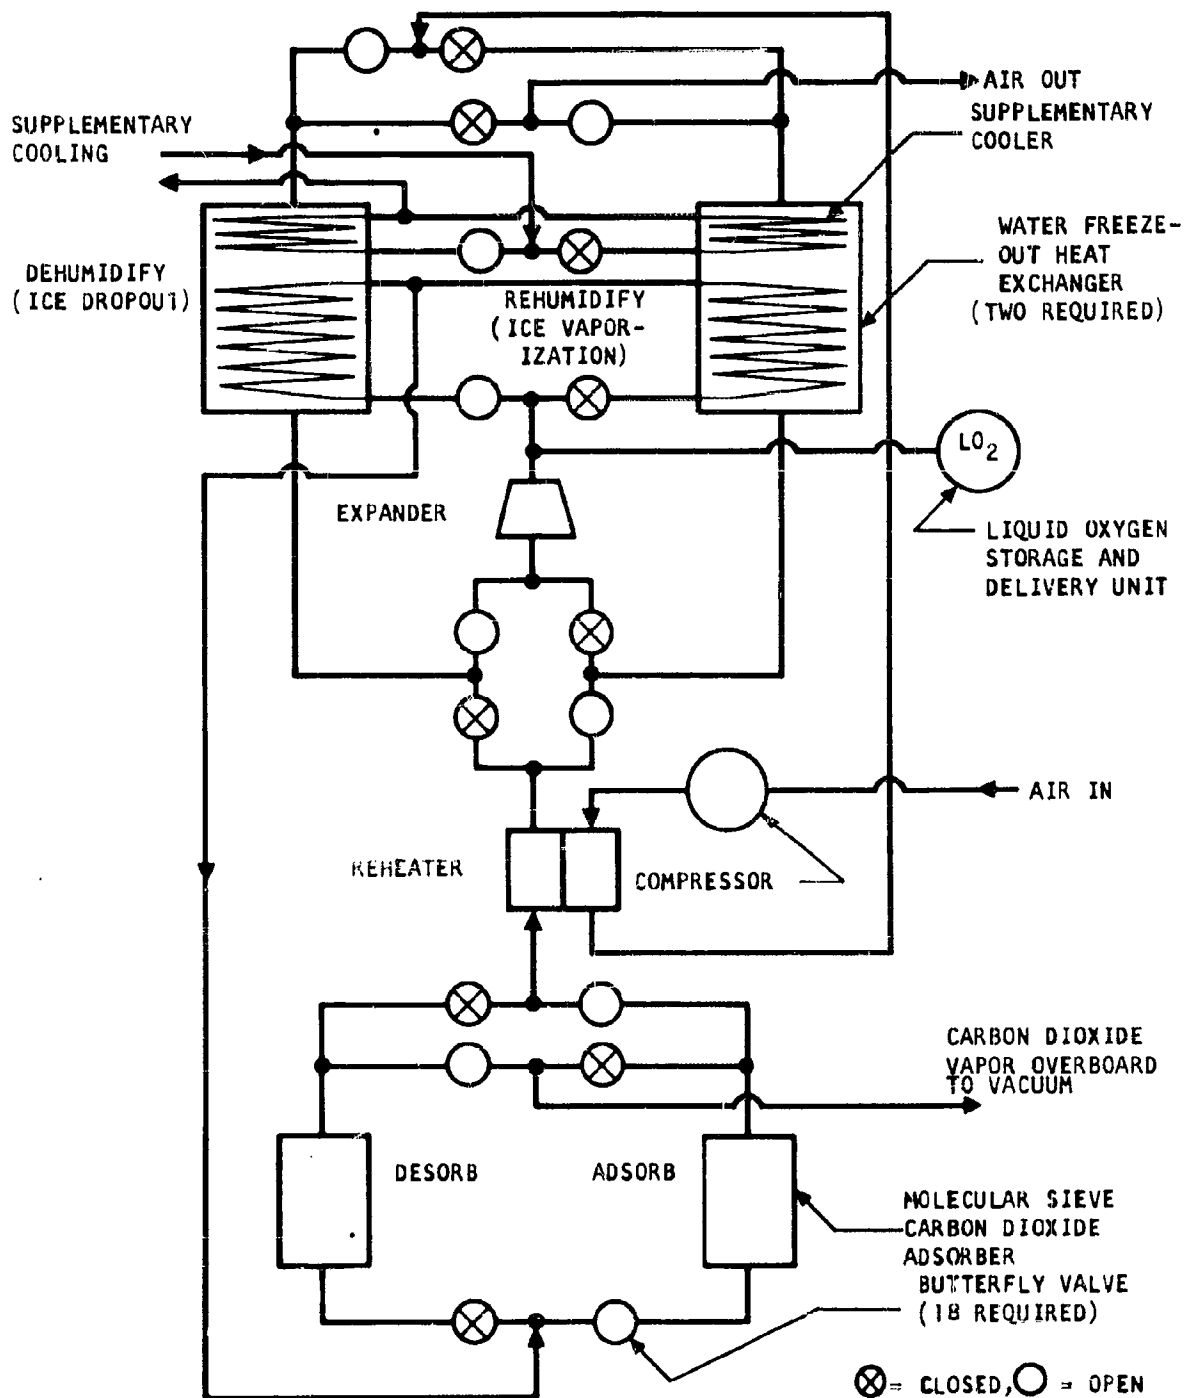 AIR OUT
SUPPLEMENTARY
COOLER
SUPPLEMENTARY
COOLING
WATER FREEZE-
OUT HEAT
EXCHANGER
(TWO REQUIRED)
DEHUMIDIFY
(ICE DROPOUT)
REHUMIDIFY
(ICE VAPOR-
IZATION)
LO2
EXPANDER
LIQUID OXYGEN
STORAGE AND
DELIVERY UNIT
AIR IN
REHEATER
COMPRESSOR
CARBON DIOXIDE
VAPOR OVERBOARD
TO VACUUM
DESORB
ADSORB
MOLECULAR SIEVE
CARBON DIOXIDE
ADSORBER
BUTTERFLY VALVE
(18 REQUIRED)
= CLOSED, = OPEN